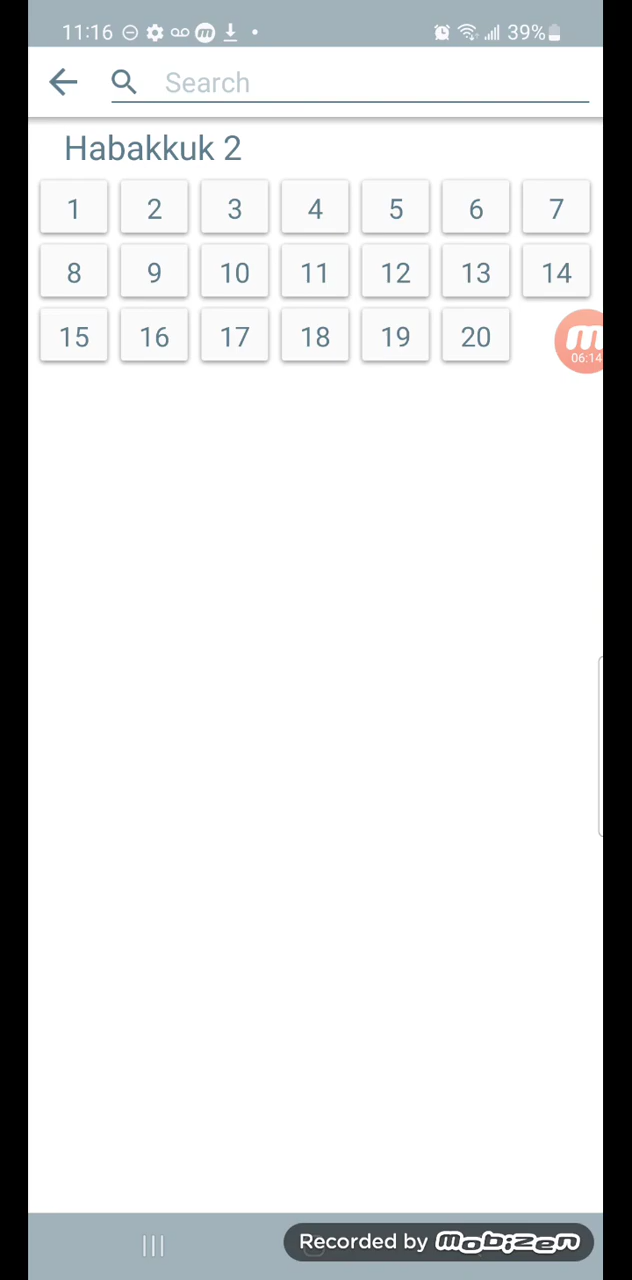 11:16 39%
Search
Habakkuk 2
1 2 3 4 5 6 7
8 9 10 11 12 13 14
15 16 17 18 19 20
m
06:14
Recorded by mobizen